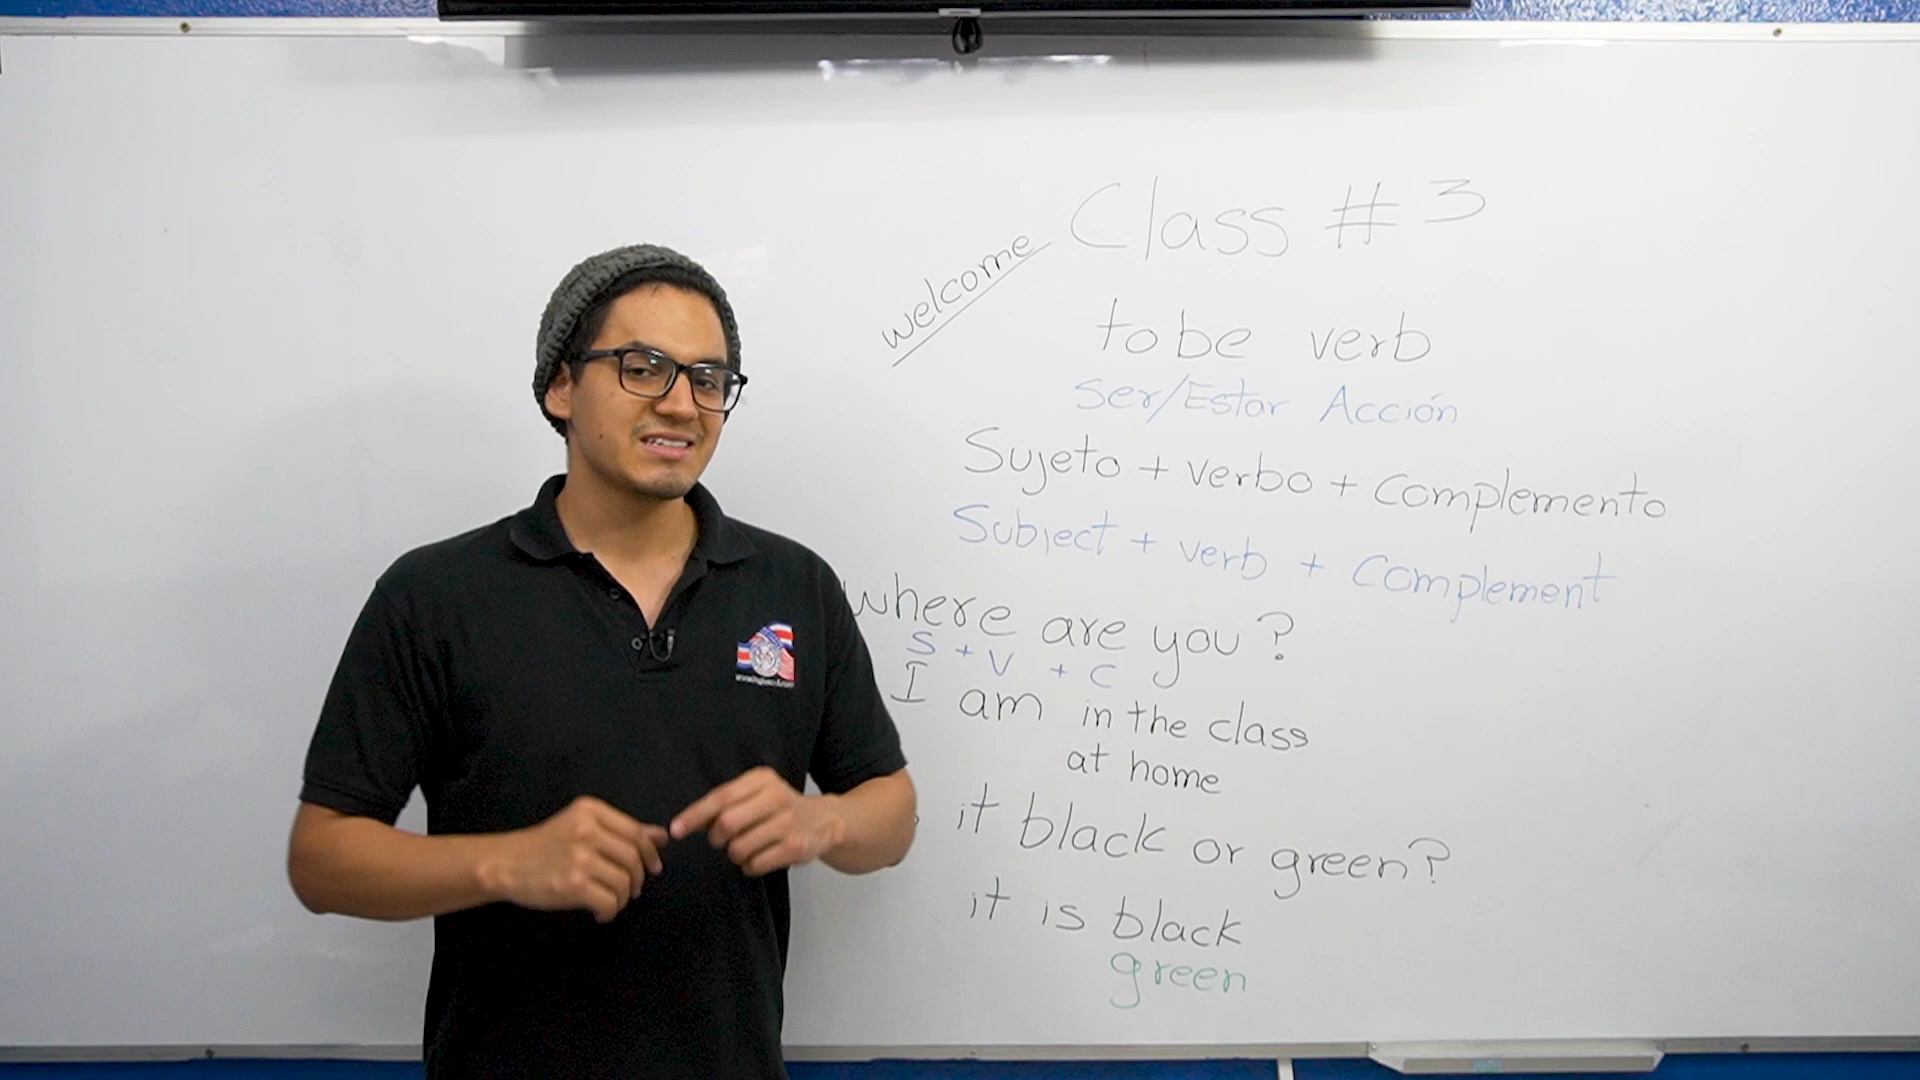 Class # 3
welcome
to be verb
ser/Estar Acción
Sujeto + verbo + Complemento
Subject + verb + Complement
where are you?
S + V + C
I am in the class
at home
it black or green?
it is black
green